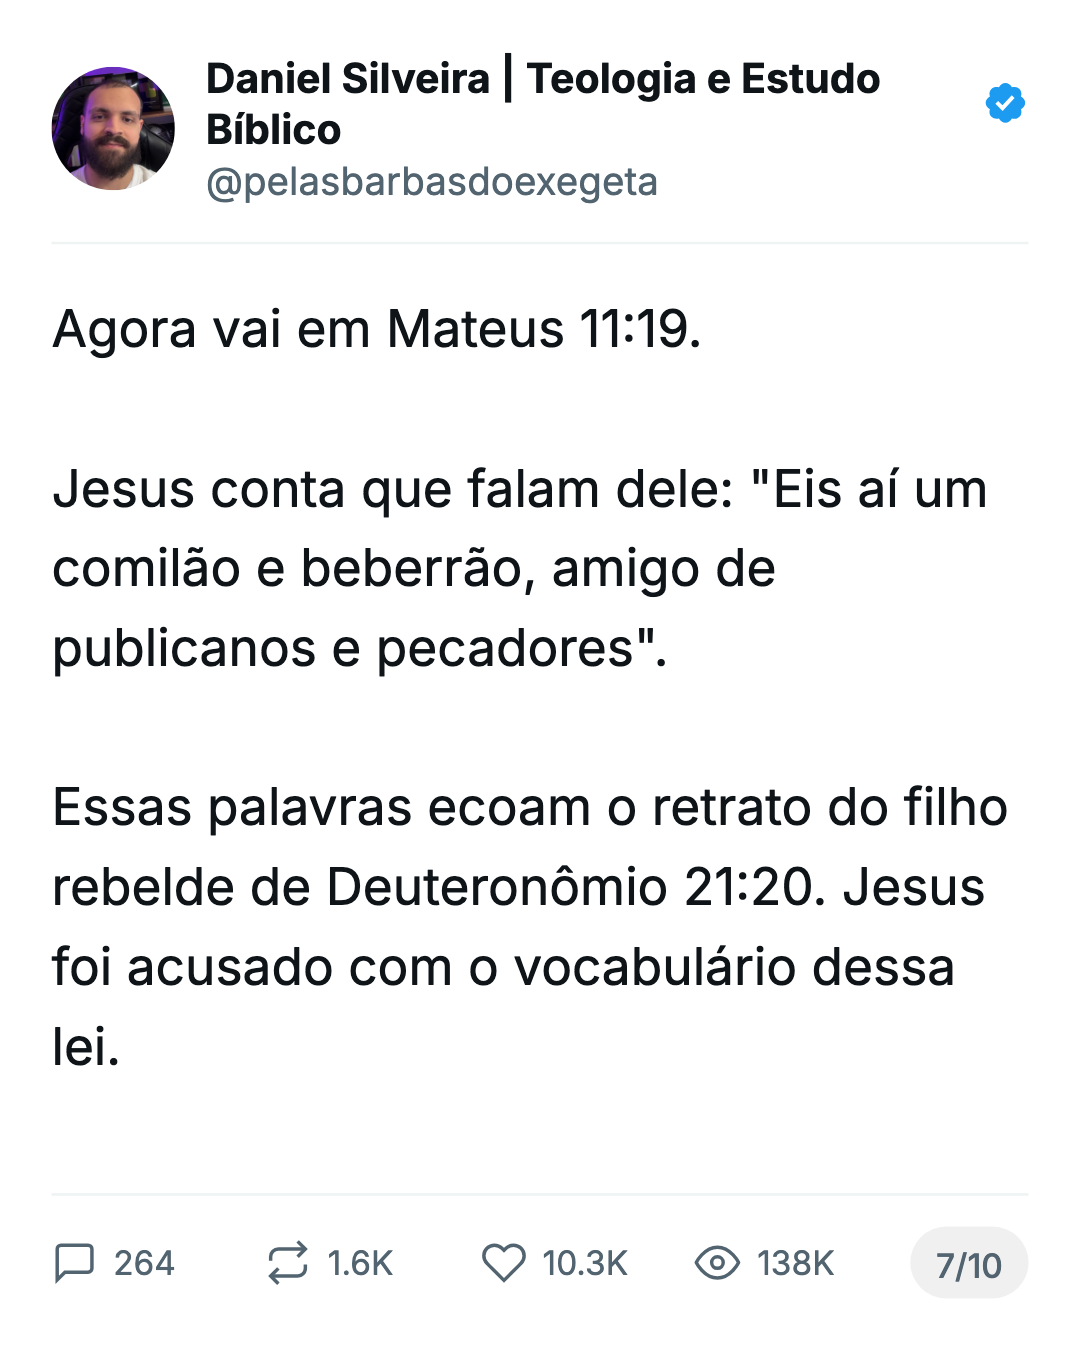 Daniel Silveira | Teologia e Estudo
Bíblico
@pelasbarbasdoexegeta
Agora vai em Mateus 11:19.
Jesus conta que falam dele: "Eis aí um
comilão e beberrão, amigo de
publicanos e pecadores".
Essas palavras ecoam o retrato do filho
rebelde de Deuteronômio 21:20. Jesus
foi acusado com o vocabulário dessa
lei.
264 1.6K 10.3K 138K 7/10